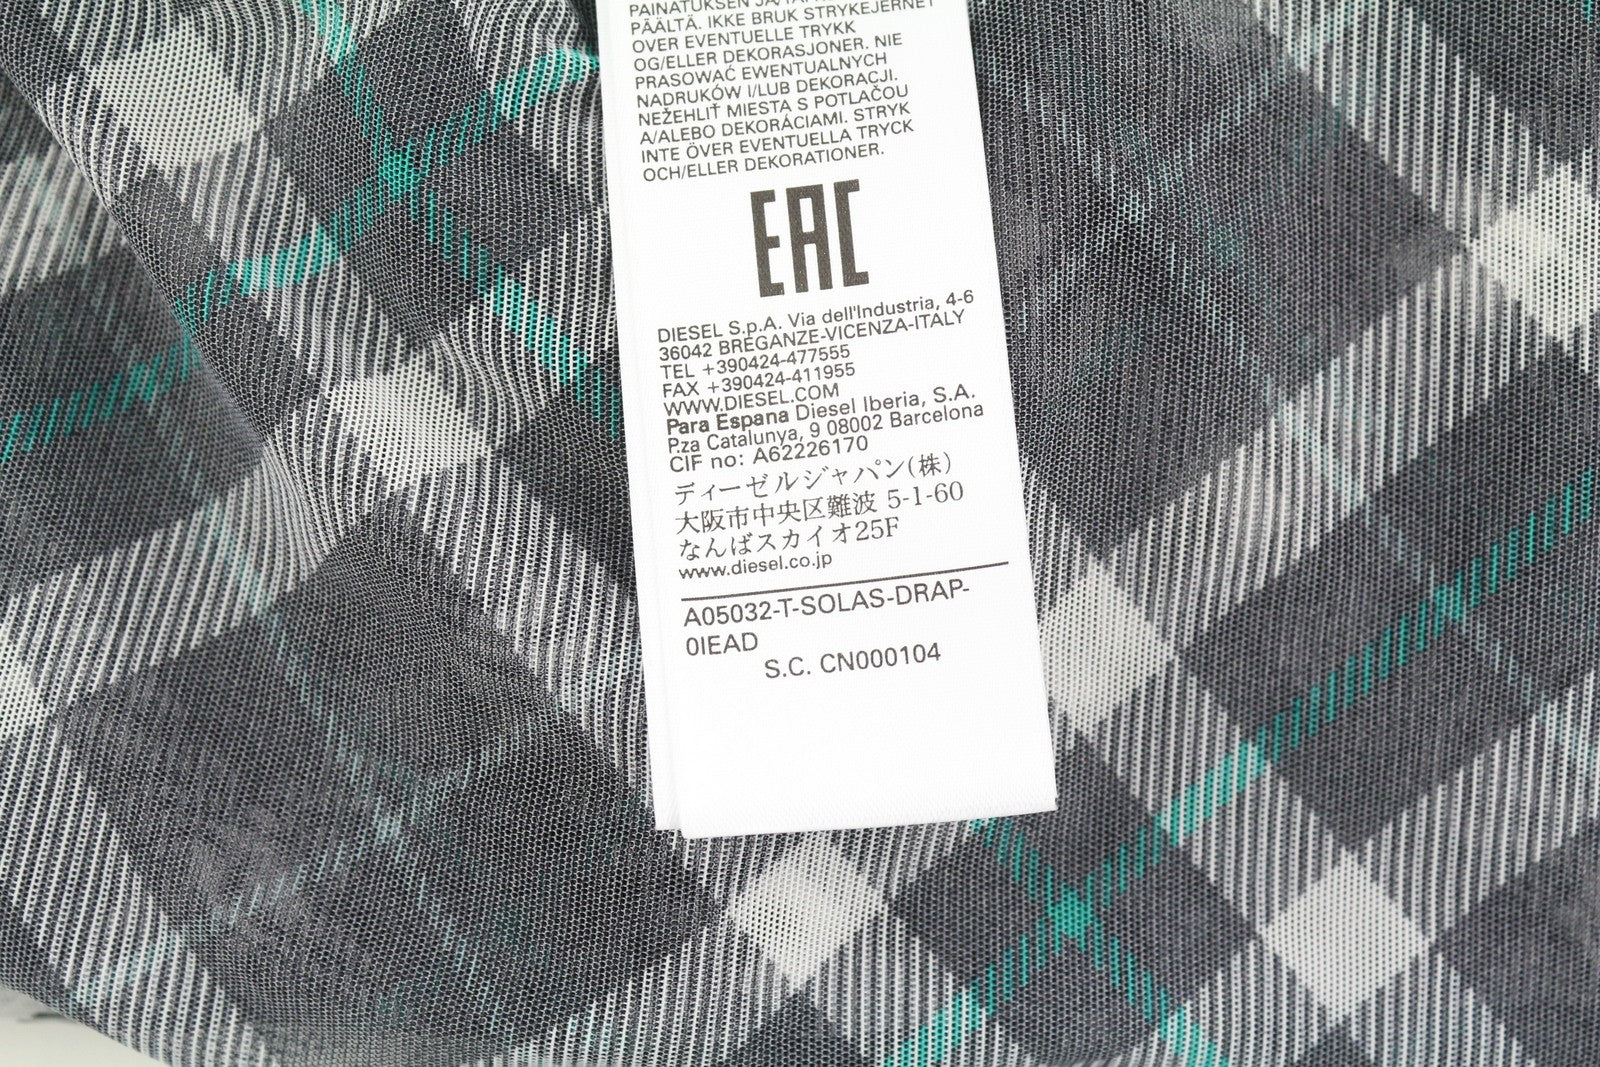 PAINATUKSEN JA/TAI
PÄÄLTÄ. IKKE BRUK STRYKEJERNET
OVER EVENTUELLE TRYKK
OG/ELLER DEKORASJONER. NIE
PRASOWAĆ EWENTUALNYCH
NADRUKÓW I/LUB DEKORACJI.
NEŽEHLIŤ MIESTA S POTLAČOU
A/ALEBO DEKORÁCIAMI. STRYK
INTE ÖVER EVENTUELLA TRYCK
OCH/ELLER DEKORATIONER.
EAC
DIESEL S.p.A. Via dell'Industria, 4-6
36042 BREGANZE-VICENZA-ITALY
TEL +390424-477555
FAX +390424-411955
WWW.DIESEL.COM
Para Espana Diesel Iberia, S.A.
P.za Catalunya, 9 08002 Barcelona
CIF no: A62226170
ディーゼルジャパン(株)
大阪市中央区難波 5-1-60
なんばスカイオ25F
www.diesel.co.jp
A05032-T-SOLAS-DRAP-
0IEAD
S.C. CN000104